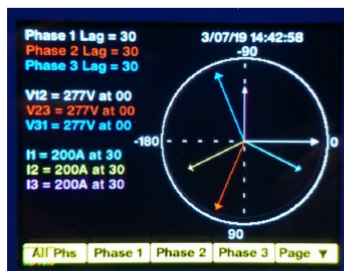 Phase 1 Lag = 30
Phase 2 Lag = 30
Phase 3 Lag = 30
3/07/19 14:42:58
-90
V12 = 277V at 00
V23 = 277V at 00
V31 = 277V at 00
-180
0
I1 = 200A at 30
I2 = 200A at 30
I3 = 200A at 30
90
All Phs
Phase 1
Phase 2
Phase 3
Page ▼